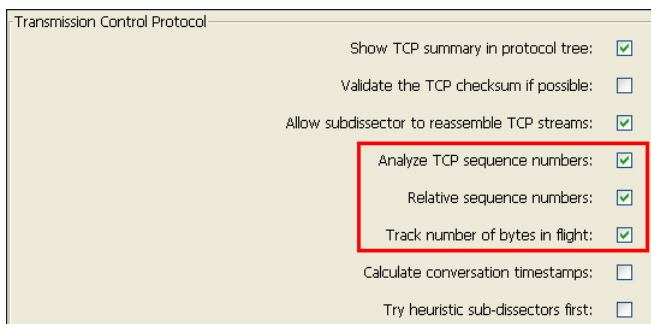 Transmission Control Protocol
Show TCP summary in protocol tree:
Validate the TCP checksum if possible:
Allow subdissector to reassemble TCP streams:
Analyze TCP sequence numbers:
Relative sequence numbers:
Track number of bytes in flight:
Calculate conversation timestamps:
Try heuristic sub-dissectors first: